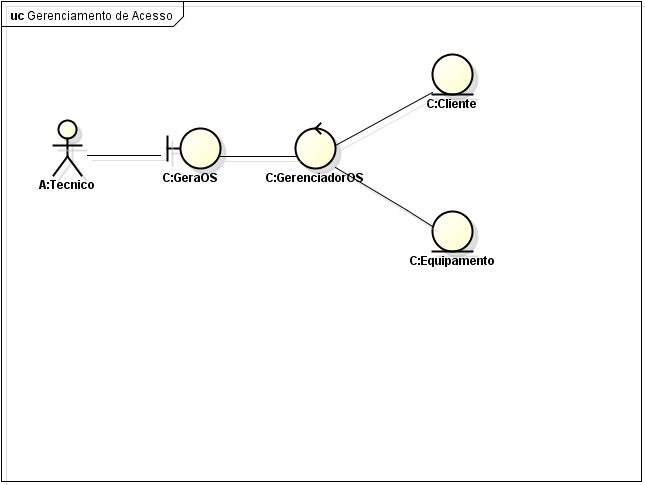 uc Gerenciamento de Acesso
C:Cliente
A:Tecnico
C:GeraOS
C:GerenciadorOS
C:Equipamento